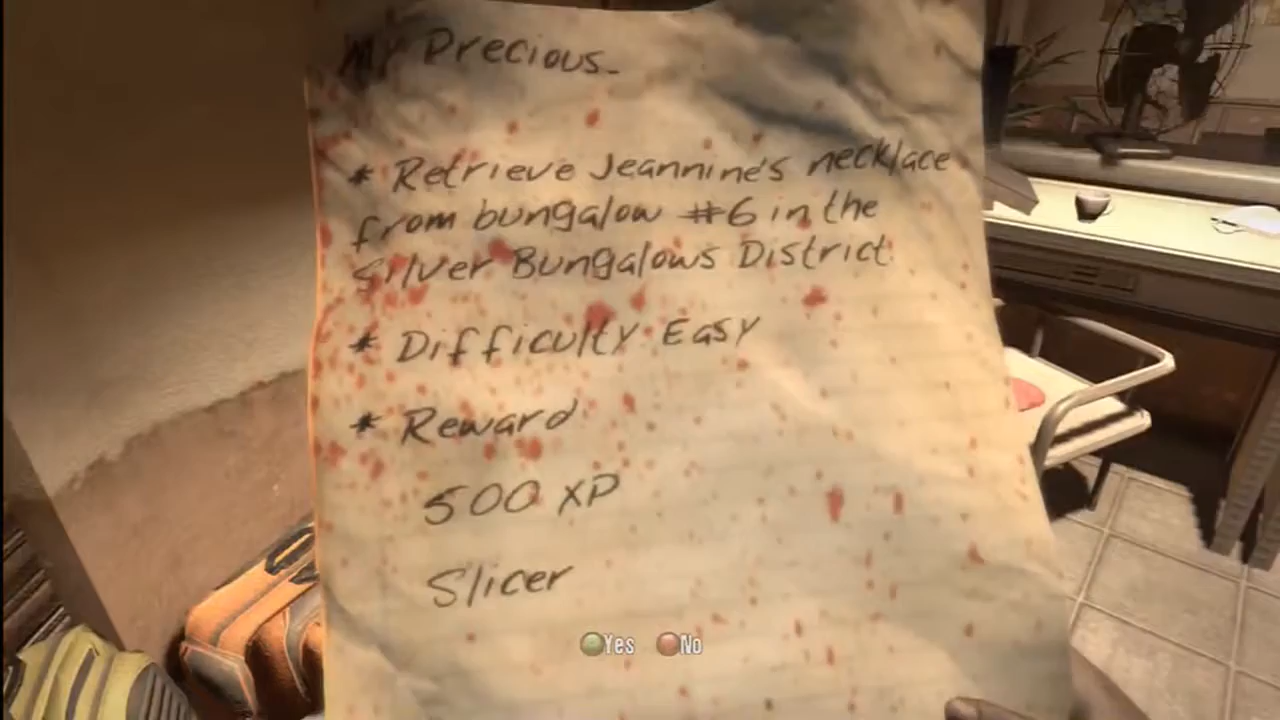 My Precious...
* Retrieve Jeannine's necklace
from bungalow #6 in the
Silver Bungalows District
* Difficulty Easy
* Reward
500 XP
Slicer
Yes No